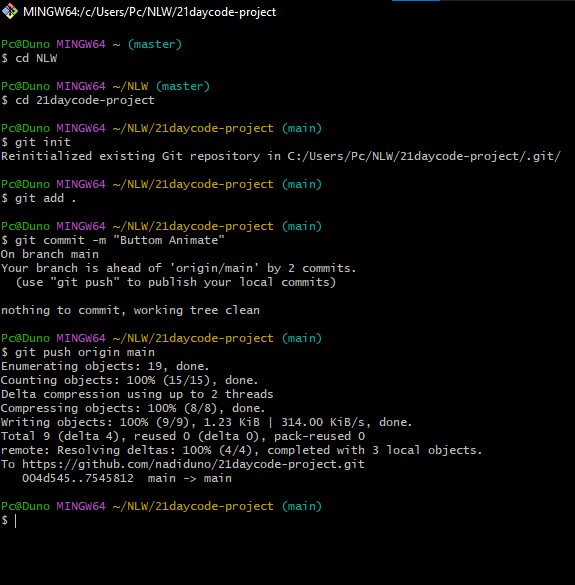 MINGW64:/c/Users/Pc/NLW/21daycode-project
Pc@Duno MINGW64 ~ (master)
$ cd NLW
Pc@Duno MINGW64 ~/NLW (master)
$ cd 21daycode-project
Pc@Duno MINGW64 ~/NLW/21daycode-project (main)
$ git init
Reinitialized existing Git repository in C:/Users/Pc/NLW/21daycode-project/.git/
Pc@Duno MINGW64 ~/NLW/21daycode-project (main)
$ git add .
Pc@Duno MINGW64 ~/NLW/21daycode-project (main)
$ git commit -m "Buttom Animate"
On branch main
Your branch is ahead of 'origin/main' by 2 commits.
  (use "git push" to publish your local commits)
nothing to commit, working tree clean
Pc@Duno MINGW64 ~/NLW/21daycode-project (main)
$ git push origin main
Enumerating objects: 19, done.
Counting objects: 100% (15/15), done.
Delta compression using up to 2 threads
Compressing objects: 100% (8/8), done.
Writing objects: 100% (9/9), 1.23 KiB | 314.00 KiB/s, done.
Total 9 (delta 4), reused 0 (delta 0), pack-reused 0
remote: Resolving deltas: 100% (4/4), completed with 3 local objects.
To https://github.com/nadiduno/21daycode-project.git
   004d545..7545812  main -> main
Pc@Duno MINGW64 ~/NLW/21daycode-project (main)
$